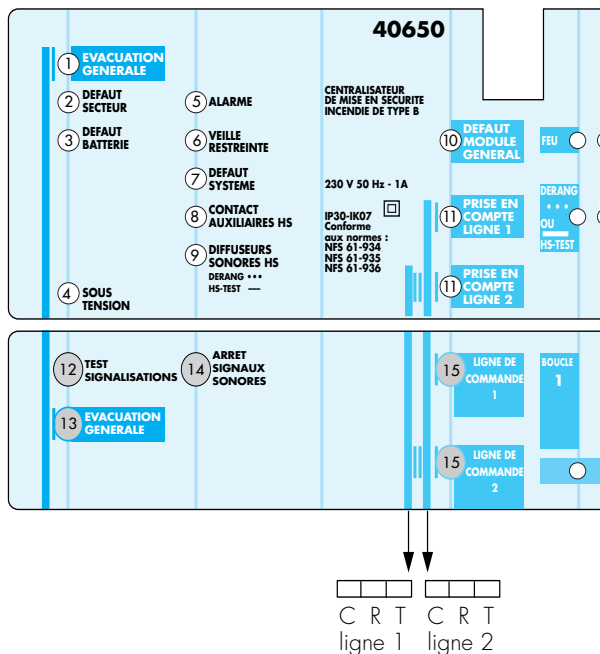 40650
1 EVACUATION
GENERALE
2 DEFAUT
SECTEUR
3 DEFAUT
BATTERIE
4 SOUS
TENSION
5 ALARME
6 VEILLE
RESTREINTE
7 DEFAUT
SYSTEME
8 CONTACT
AUXILIAIRES HS
9 DIFFUSEURS
SONORES HS
DERANG •••
HS-TEST —
CENTRALISATEUR
DE MISE EN SECURITE
INCENDIE DE TYPE B
230 V 50 Hz - 1A
IP30-IK07
Conforme
aux normes :
NFS 61-934
NFS 61-935
NFS 61-936
10 DEFAUT
MODULE
GENERAL
11 PRISE EN
COMPTE
LIGNE 1
11 PRISE EN
COMPTE
LIGNE 2
FEU
DERANG
•••
OU
HS-TEST
12 TEST
SIGNALISATIONS
13 EVACUATION
GENERALE
14 ARRET
SIGNAUX
SONORES
15 LIGNE DE
COMMANDE
1
15 LIGNE DE
COMMANDE
2
BOUCLE
1
C R T
ligne 1
C R T
ligne 2